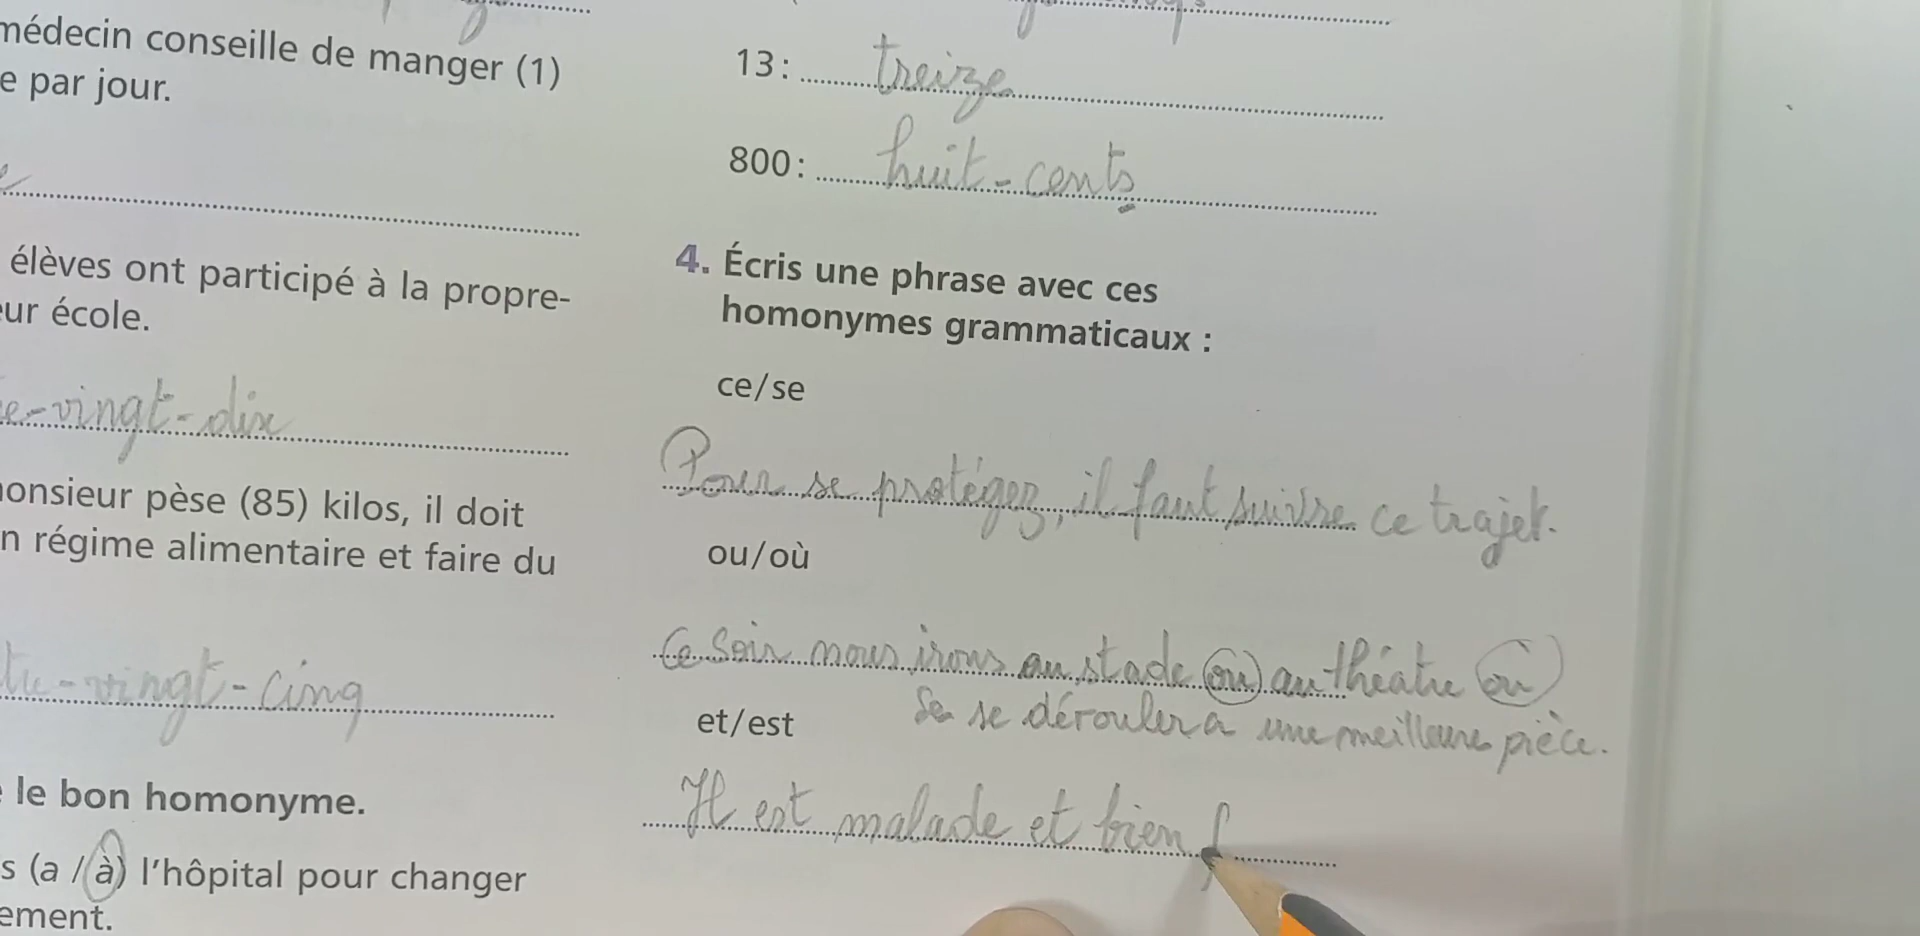 médecin conseille de manger (1)
e par jour.
élèves ont participé à la propre-
ur école.
e-vingt-dix
onsieur pèse (85) kilos, il doit
n régime alimentaire et faire du
-vingt-cinq
le bon homonyme.
s (a / à) l'hôpital pour changer
ement.
13 : treize
800 : huit-cents
4. Écris une phrase avec ces
homonymes grammaticaux :
ce/se
Pour se protéger, il faut suivre ce trajet.
ou/où
Ce soir nous irons au stade ou au théatre où
se déroulera une meilleure pièce.
et/est
Il est malade et bien f